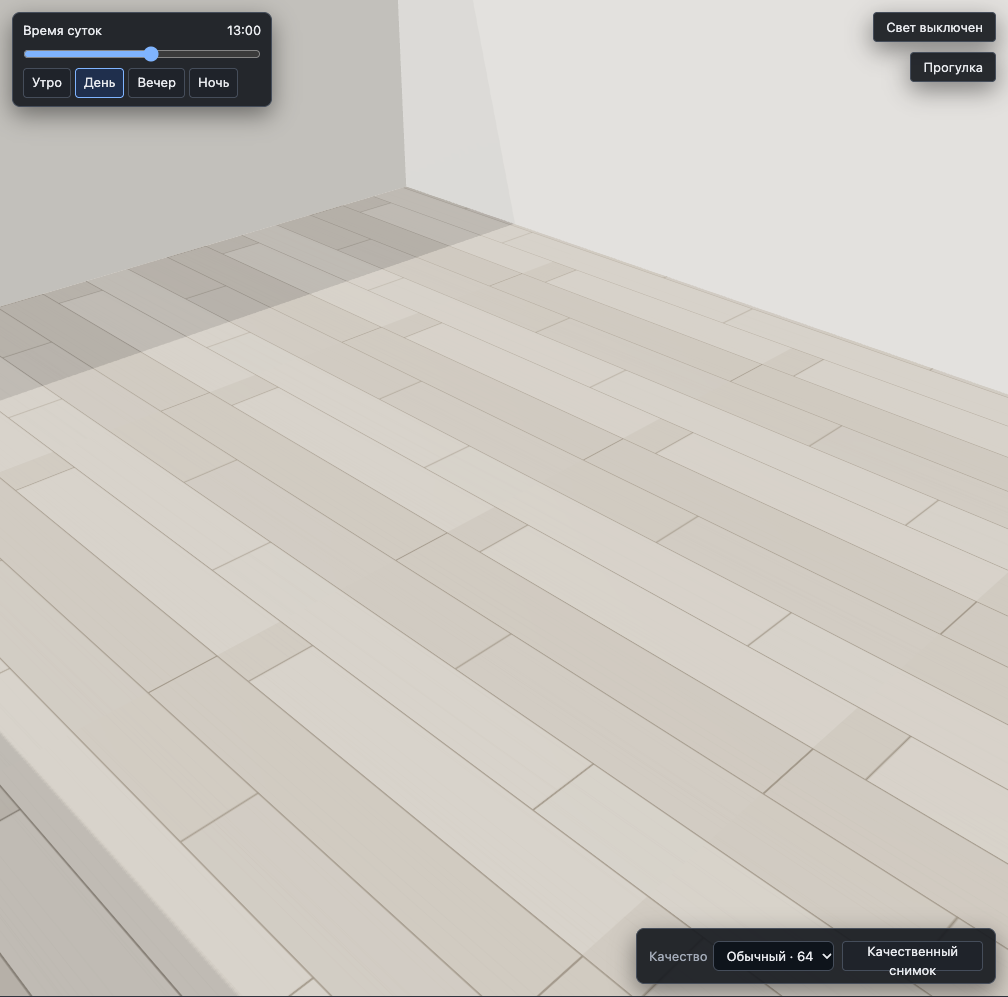 Время суток 13:00
Утро День Вечер Ночь
Свет выключен
Прогулка
Качество Обычный · 64 Качественный
снимок